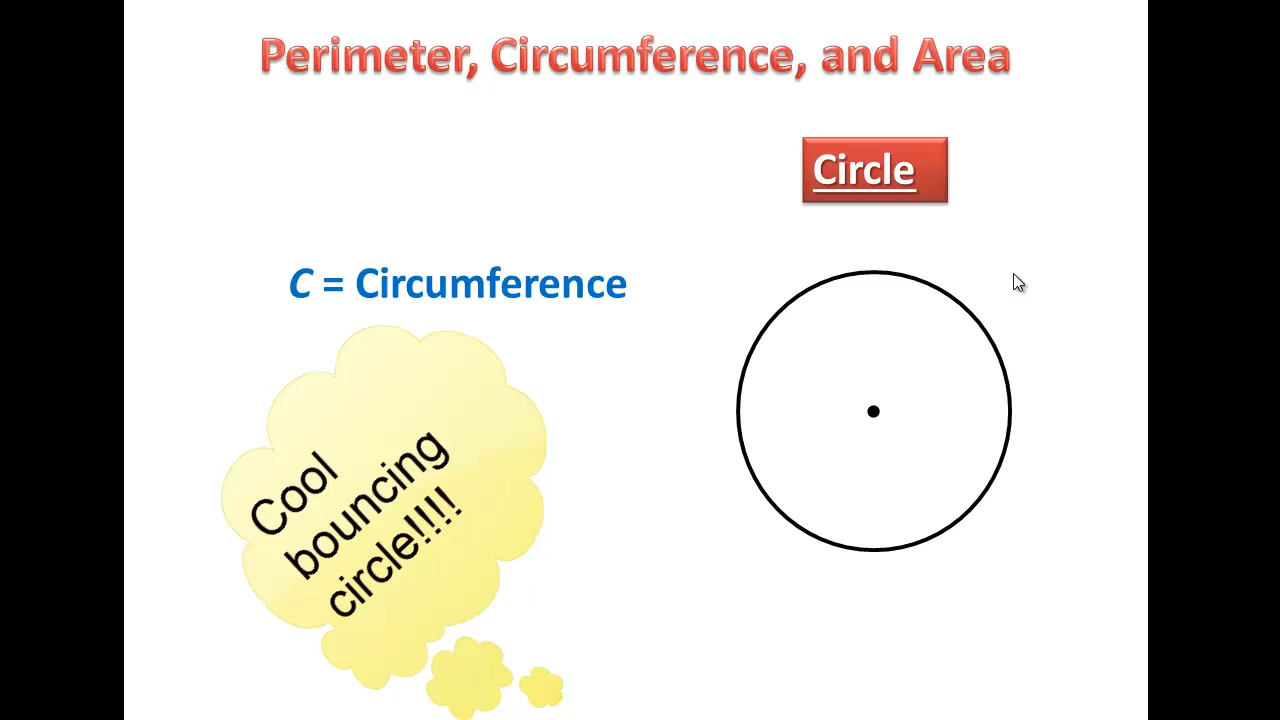 Perimeter, Circumference, and Area
Circle
C = Circumference
Cool
bouncing
circle!!!!